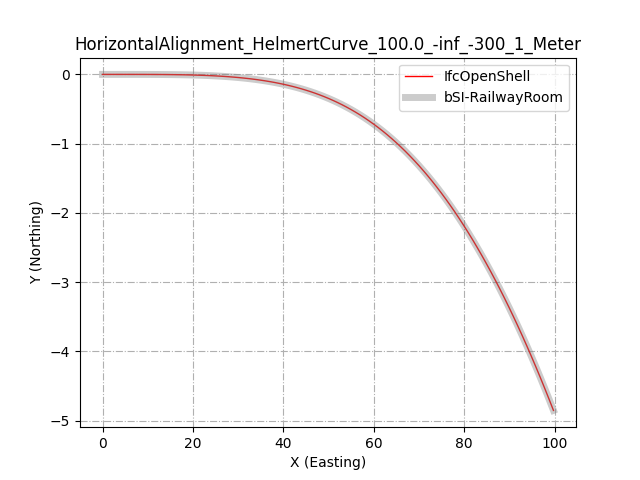 HorizontalAlignment_HelmertCurve_100.0_-inf_-300_1_Meter
IfcOpenShell
bSI-RailwayRoom
Y (Northing)
0
−1
−2
−3
−4
−5
0 20 40 60 80 100
X (Easting)